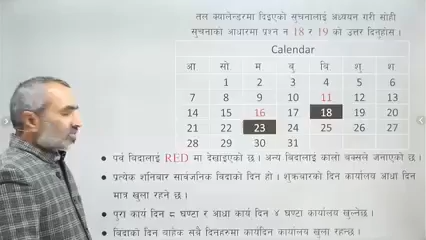 तल क्यालेन्डरमा दिइएको सूचनालाई अध्ययन गरी सोही
सूचनाको आधारमा प्रश्न न 18 र 19 को उत्तर दिनुहोस ।
Calendar
आ सो म बु बि शु श
1 2 3 4 5 6
7 8 9 10 11 12 13
14 15 16 17 18 19 20
21 22 23 24 25 26 27
28 29 30 31
पर्व बिदालाई RED मा देखाइएको छ । अन्य बिदालाई कालो बक्सले जनाएको छ ।
प्रत्येक शनिबार सार्वजनिक बिदाको दिन हो । शुक्रबारको दिन कार्यालय आधा दिन
मात्र खुला रहने छ ।
पुरा कार्य दिन ८ घण्टा र आधा कार्य दिन ४ घण्टा कार्यालय खुल्नेछ ।
बिदाको दिन बाहेक सबै दिनहरुमा कार्यदिन कार्यालय खुला रहन्छ ।